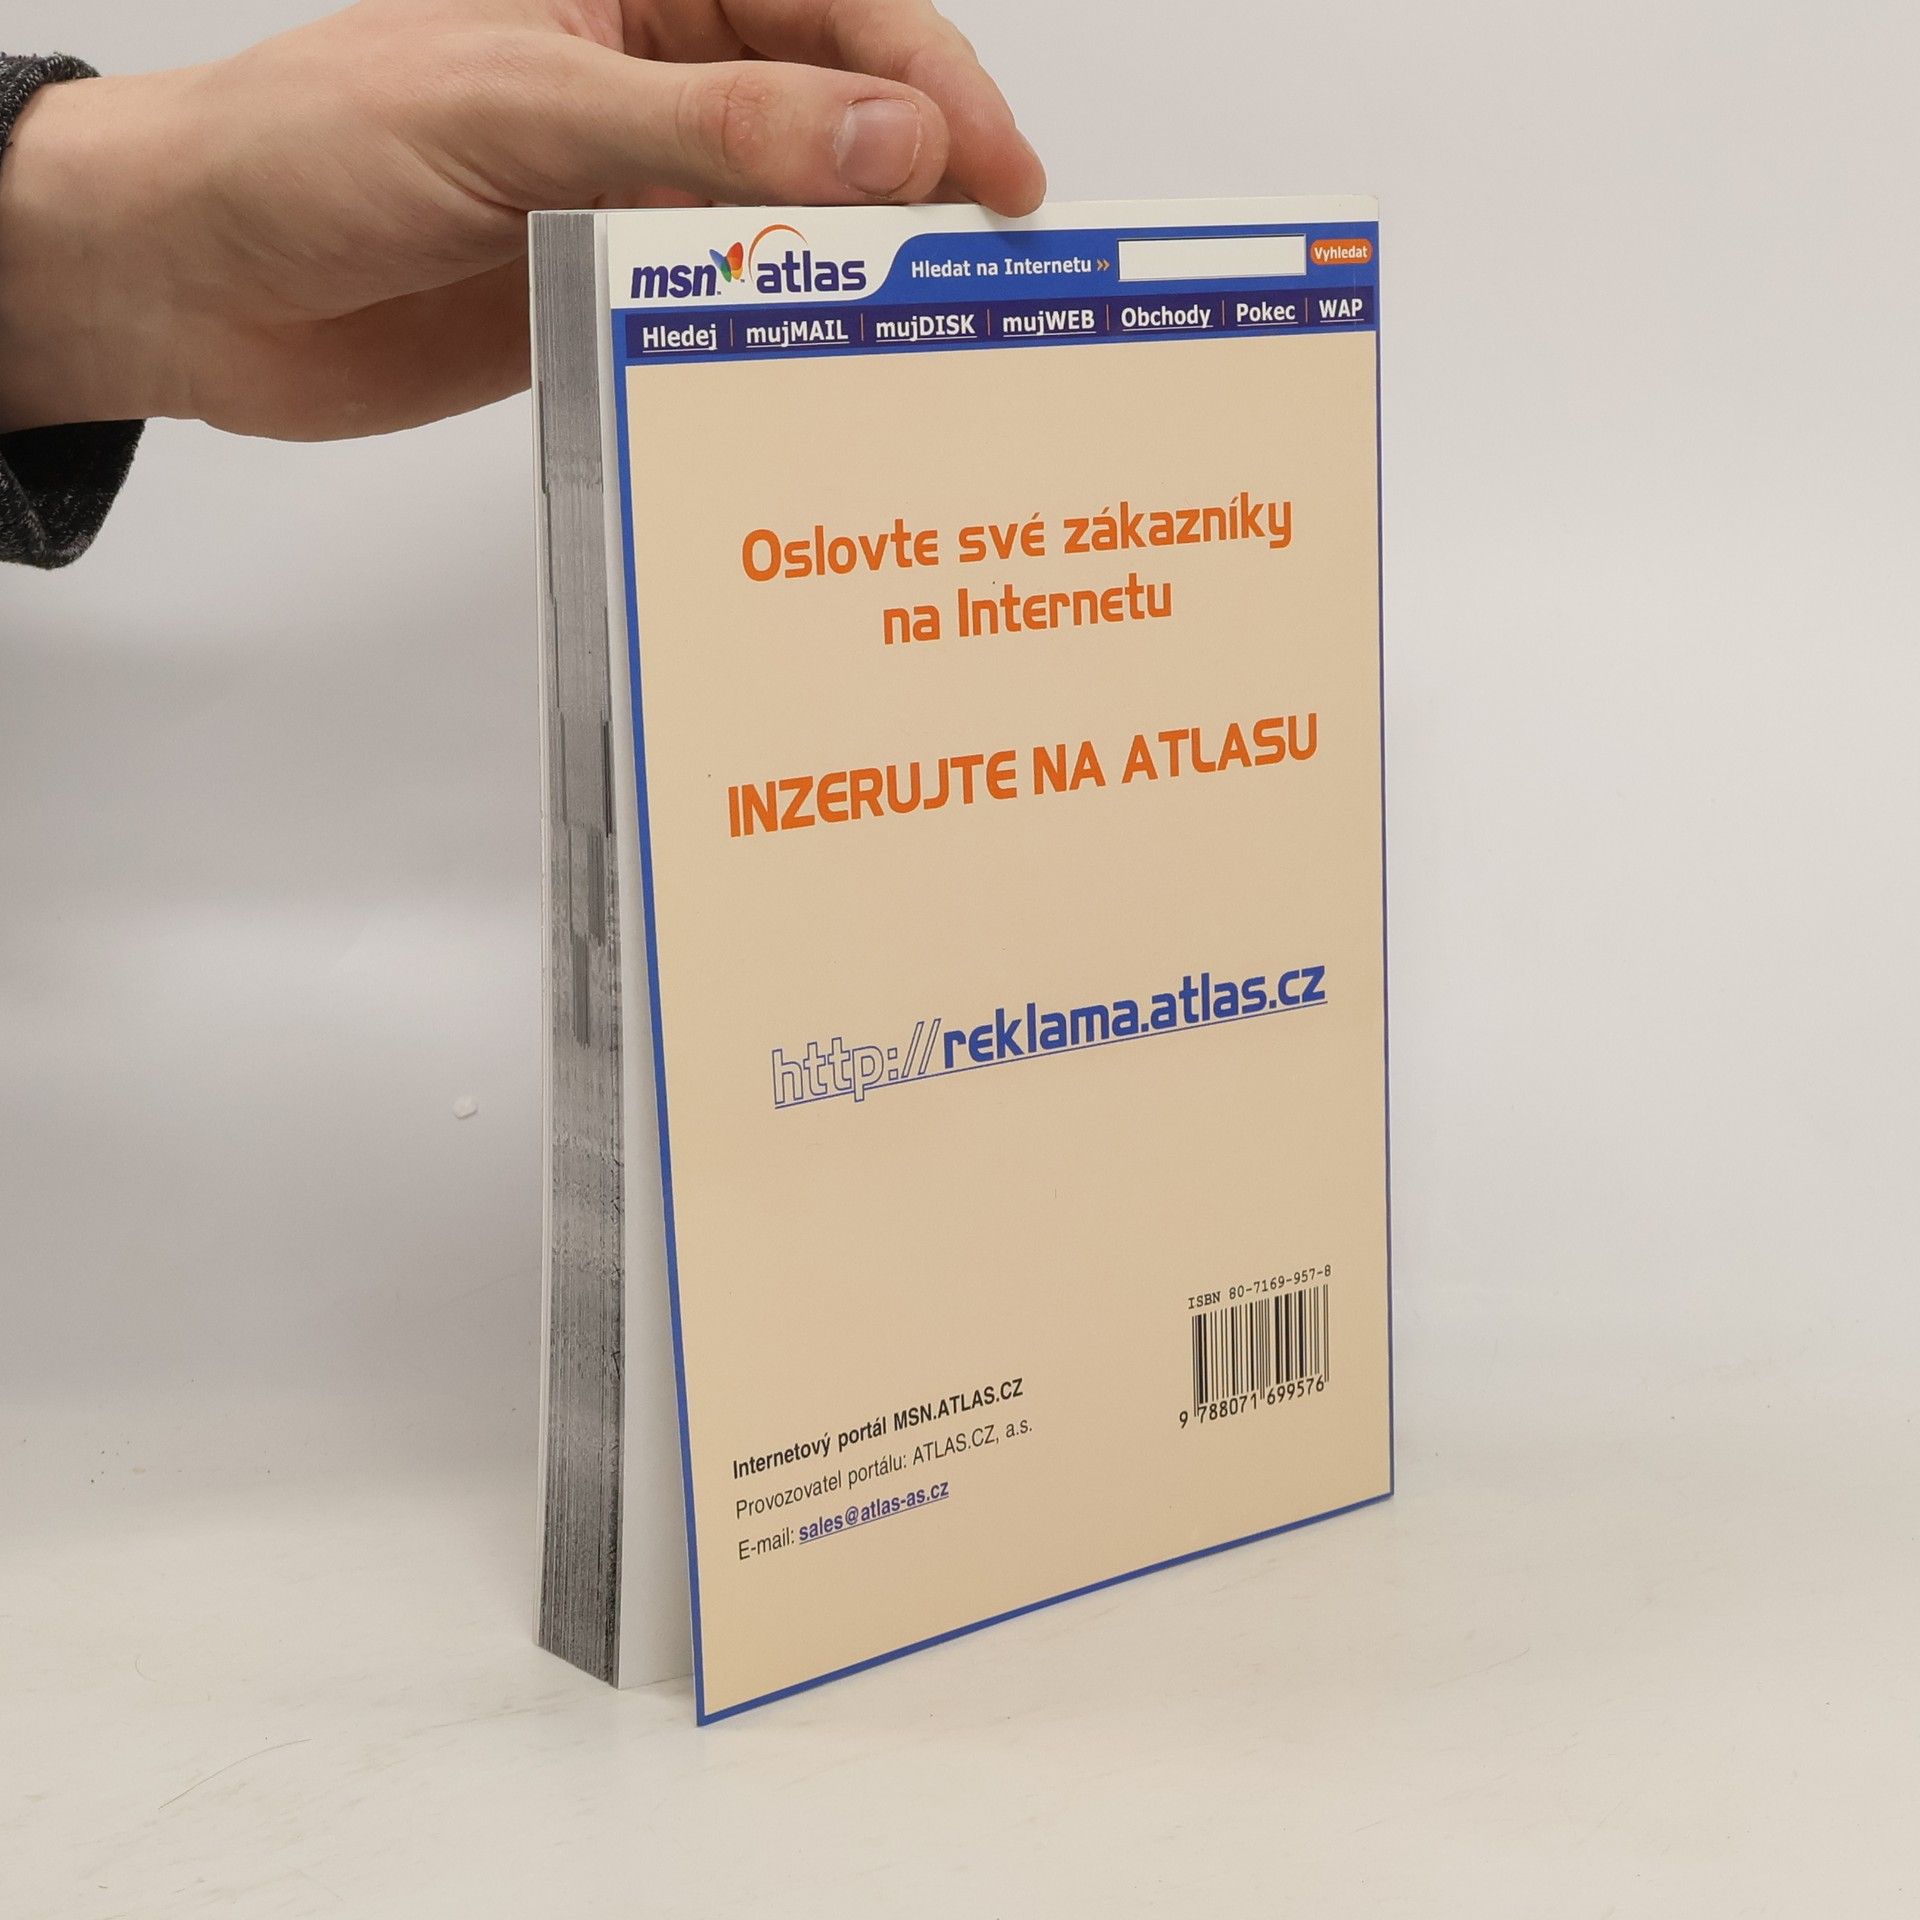 msn atlas
Hledat na Internetu » Vyhledat
Hledej | mujMAIL | mujDISK | mujWEB | Obchody | Pokec | WAP
Oslovte své zákazníky
na Internetu
INZERUJTE NA ATLASU
http://reklama.atlas.cz
ISBN 80-7169-957-8
9 788071 699576
Internetový portál MSN.ATLAS.CZ
Provozovatel portálu: ATLAS.CZ, a.s.
E-mail: sales@atlas-as.cz